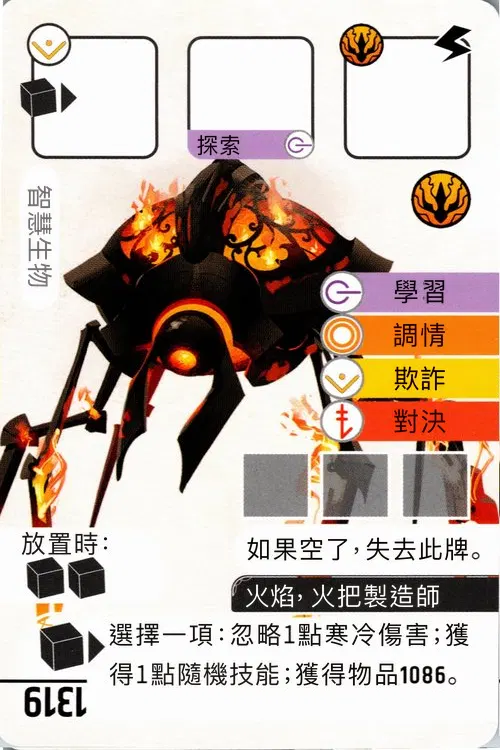 探索
智慧生物
學習
調情
欺詐
對決
放置時：
如果空了，失去此牌。
火焰，火把製造師
選擇一項：忽略1點寒冷傷害；獲
得1點隨機技能；獲得物品1086。
1319